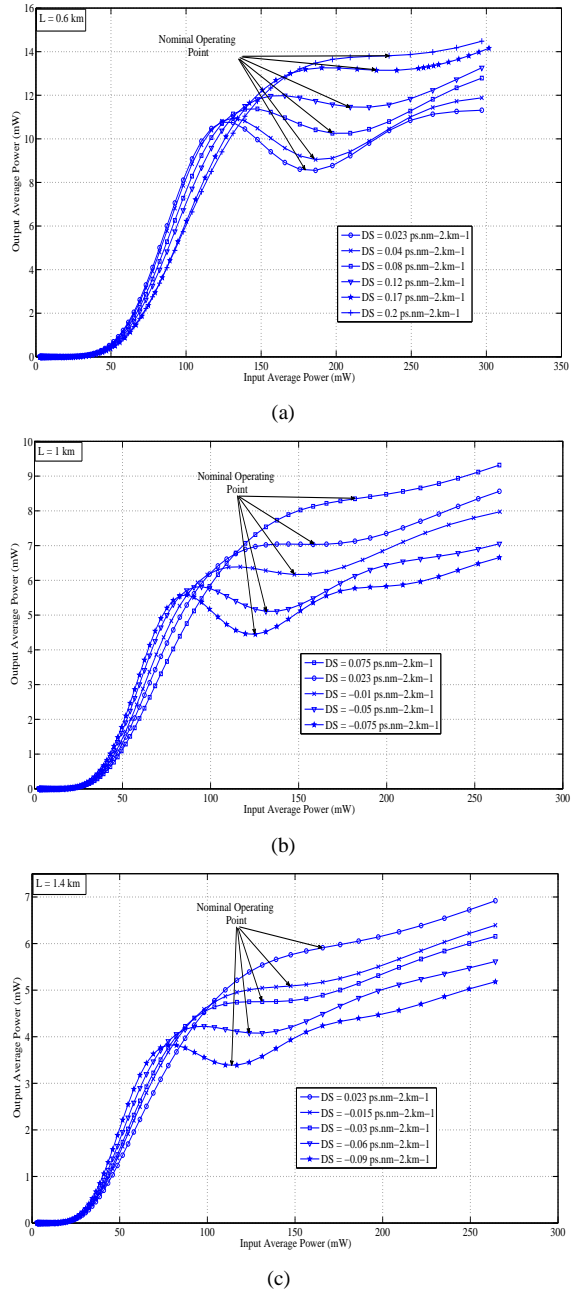 L = 0.6 km
16
14
12
10
8
6
4
2
0
Output Average Power (mW)
Nominal Operating
Point
DS = 0.023 ps.nm−2.km−1
DS = 0.04 ps.nm−2.km−1
DS = 0.08 ps.nm−2.km−1
DS = 0.12 ps.nm−2.km−1
DS = 0.17 ps.nm−2.km−1
DS = 0.2 ps.nm−2.km−1
0 50 100 150 200 250 300 350
Input Average Power (mW)
(a)
L = 1 km
10
9
8
7
6
5
4
3
2
1
0
Output Average Power (mW)
Nominal Operating
Point
DS = 0.075 ps.nm−2.km−1
DS = 0.023 ps.nm−2.km−1
DS = −0.01 ps.nm−2.km−1
DS = −0.05 ps.nm−2.km−1
DS = −0.075 ps.nm−2.km−1
0 50 100 150 200 250 300
Input Average Power (mW)
(b)
L = 1.4 km
7
6
5
4
3
2
1
0
Output Average Power (mW)
Nominal Operating
Point
DS = 0.023 ps.nm−2.km−1
DS = −0.015 ps.nm−2.km−1
DS = −0.03 ps.nm−2.km−1
DS = −0.06 ps.nm−2.km−1
DS = −0.09 ps.nm−2.km−1
0 50 100 150 200 250 300
Input Average Power (mW)
(c)